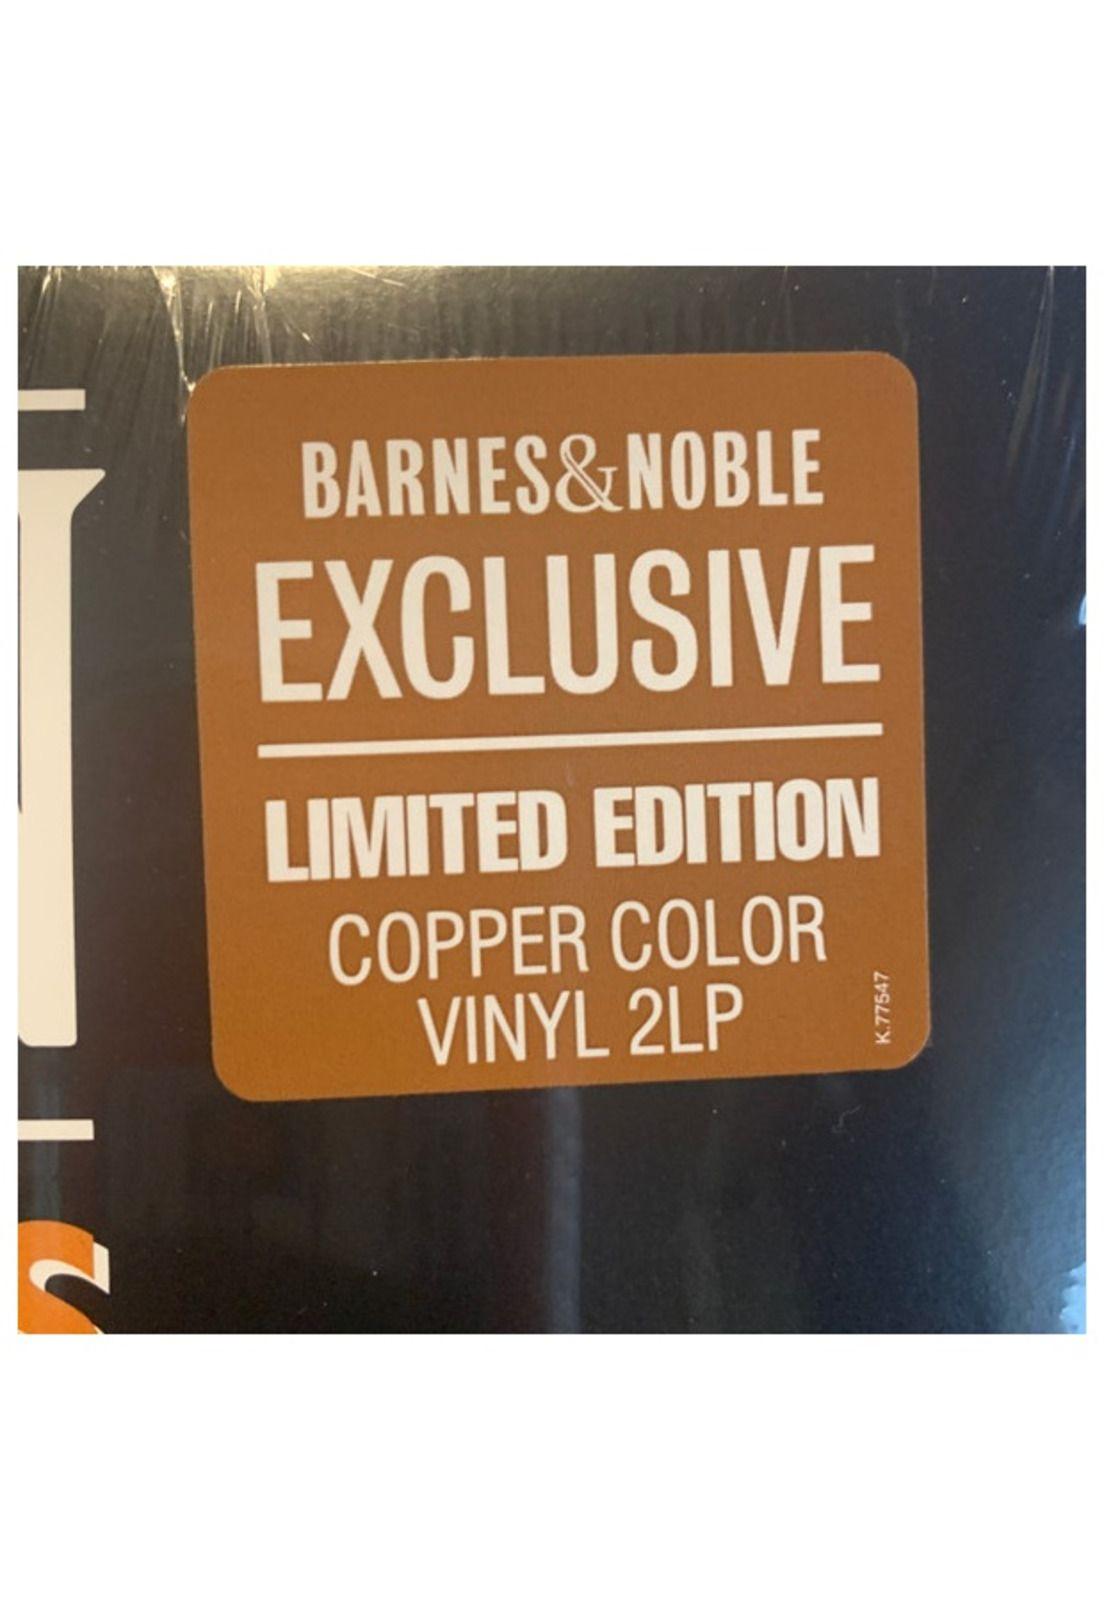 BARNES&NOBLE
EXCLUSIVE
LIMITED EDITION
COPPER COLOR
VINYL 2LP
K.77547